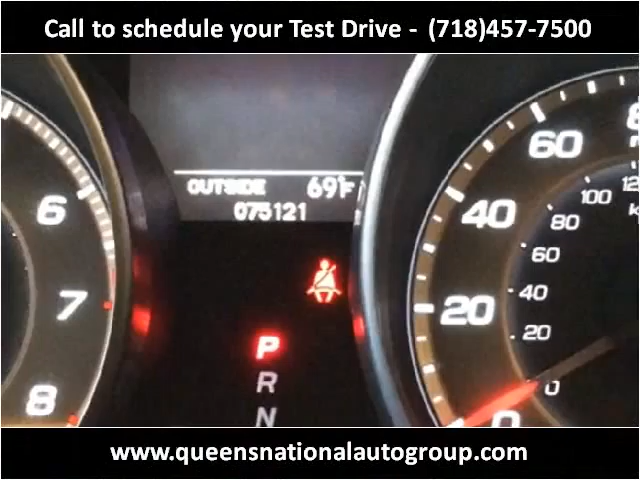 Call to schedule your Test Drive - (718)457-7500
OUTSIDE 69°F
075121
6
7
8
P
R
N
60
40
20
0
100
80
60
40
20
0
www.queensnationalautogroup.com